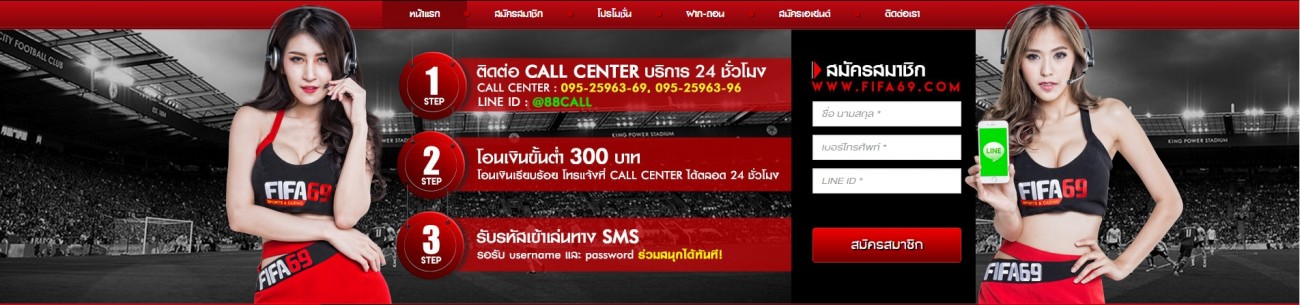 หน้าแรก
สมัครสมาชิก
โปรโมชั่น
ฝาก-ถอน
สมัครเอเย่นต์
ติดต่อเรา
CITY FOOTBALL CLUB
KING POWER STADIUM
KING POWER STADIUM
1
STEP
ติดต่อ CALL CENTER บริการ 24 ชั่วโมง
CALL CENTER : 095-25963-69, 095-25963-96
LINE ID : @88CALL
2
STEP
โอนเงินขั้นต่ำ 300 บาท
โอนเงินเรียบร้อย โทรแจ้งที่ CALL CENTER ได้ตลอด 24 ชั่วโมง
3
STEP
รับรหัสเข้าเล่นทาง SMS
รอรับ username และ password ร่วมสนุกได้ทันที!
สมัครสมาชิก
WWW.FIFA69.COM
ชื่อ นามสกุล *
เบอร์โทรศัพท์ *
LINE ID *
สมัครสมาชิก
FIFA69
SPORTS & CASINO
FIFA69
LINE
FIFA69
SPORTS & CASINO
FIFA69